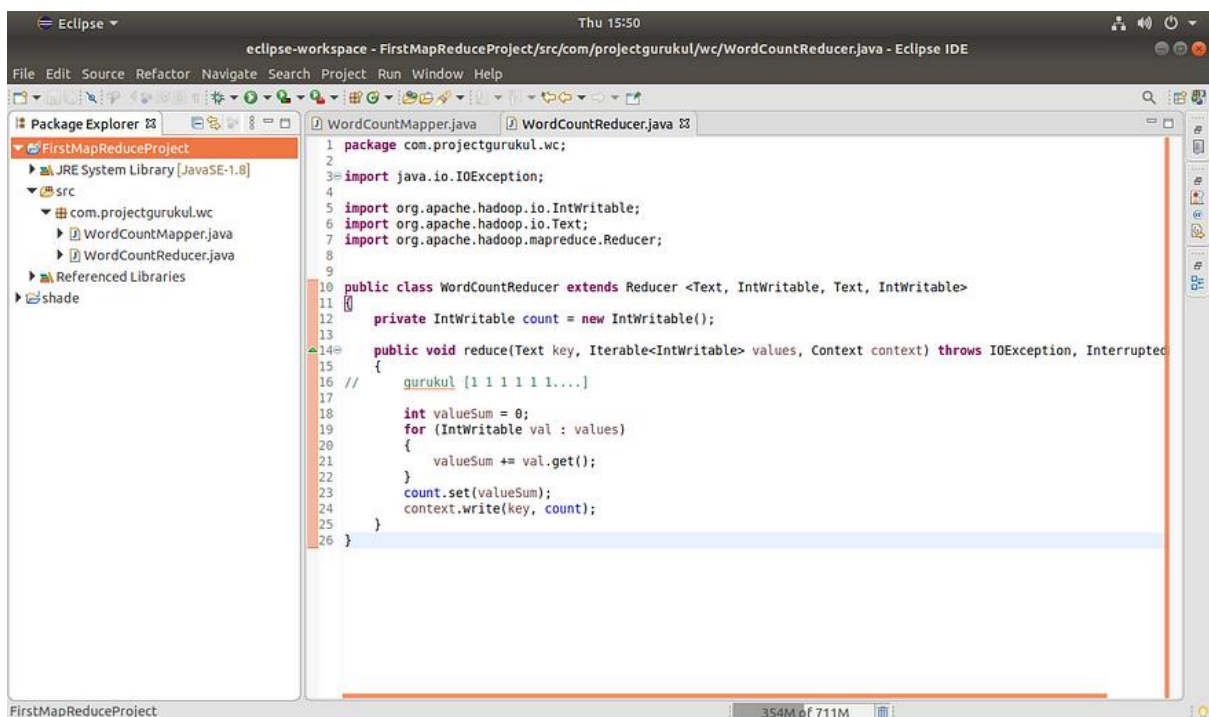 Eclipse
Thu 15:50
eclipse-workspace - FirstMapReduceProject/src/com/projectgurukul/wc/WordCountReducer.java - Eclipse IDE
File Edit Source Refactor Navigate Search Project Run Window Help
Package Explorer
WordCountMapper.java
WordCountReducer.java
FirstMapReduceProject
JRE System Library [JavaSE-1.8]
src
com.projectgurukul.wc
WordCountMapper.java
WordCountReducer.java
Referenced Libraries
shade
1 package com.projectgurukul.wc;
2
3 import java.io.IOException;
4
5 import org.apache.hadoop.io.IntWritable;
6 import org.apache.hadoop.io.Text;
7 import org.apache.hadoop.mapreduce.Reducer;
8
9
10 public class WordCountReducer extends Reducer <Text, IntWritable, Text, IntWritable>
11 {
12     private IntWritable count = new IntWritable();
13
14     public void reduce(Text key, Iterable<IntWritable> values, Context context) throws IOException, Interrupted
15     {
16 //      gurukul [1 1 1 1 1 1....]
17
18         int valueSum = 0;
19         for (IntWritable val : values)
20         {
21             valueSum += val.get();
22         }
23         count.set(valueSum);
24         context.write(key, count);
25     }
26 }
FirstMapReduceProject
354M of 711M